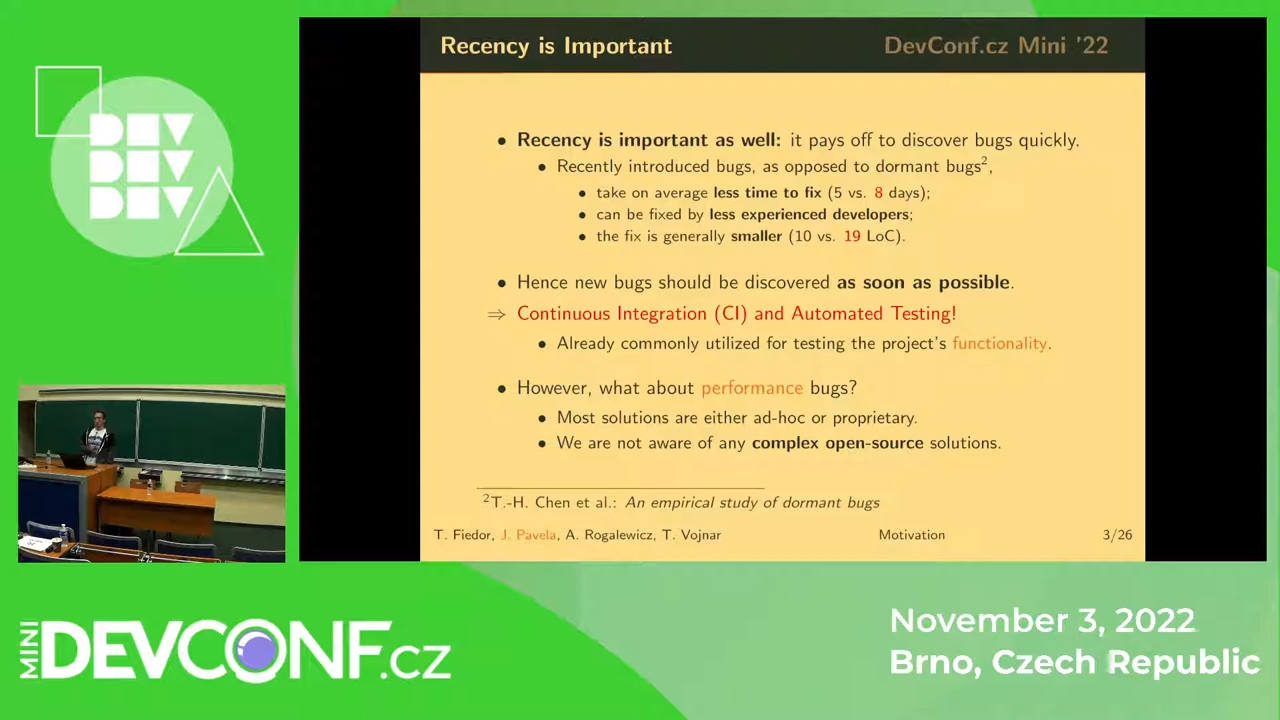 Recency is Important
DevConf.cz Mini '22
DEV
DEV
DEV
• Recency is important as well: it pays off to discover bugs quickly.
• Recently introduced bugs, as opposed to dormant bugs²,
• take on average less time to fix (5 vs. 8 days);
• can be fixed by less experienced developers;
• the fix is generally smaller (10 vs. 19 LoC).
• Hence new bugs should be discovered as soon as possible.
⇒ Continuous Integration (CI) and Automated Testing!
• Already commonly utilized for testing the project's functionality.
• However, what about performance bugs?
• Most solutions are either ad-hoc or proprietary.
• We are not aware of any complex open-source solutions.
²T.-H. Chen et al.: An empirical study of dormant bugs
T. Fiedor, J. Pavela, A. Rogalewicz, T. Vojnar
Motivation
3/26
MINI DEVCONF.cz
November 3, 2022
Brno, Czech Republic